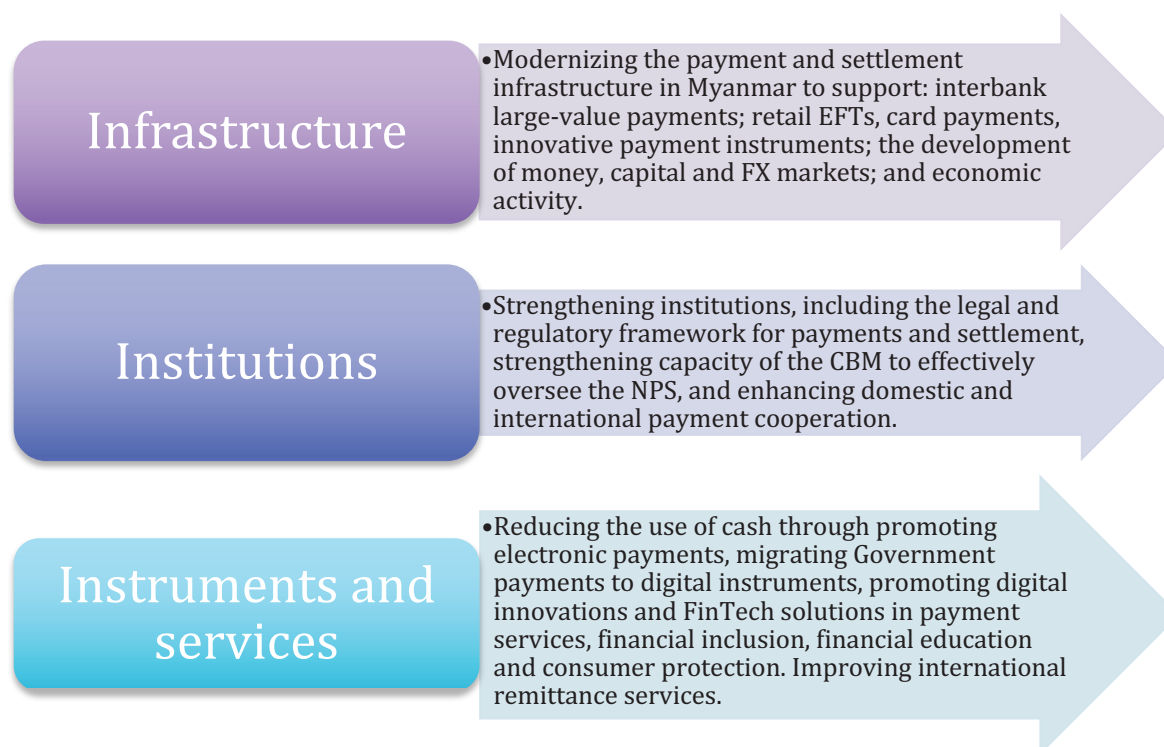 Infrastructure
•Modernizing the payment and settlement
infrastructure in Myanmar to support: interbank
large-value payments; retail EFTs, card payments,
innovative payment instruments; the development
of money, capital and FX markets; and economic
activity.
Institutions
•Strengthening institutions, including the legal and
regulatory framework for payments and settlement,
strengthening capacity of the CBM to effectively
oversee the NPS, and enhancing domestic and
international payment cooperation.
Instruments and
services
•Reducing the use of cash through promoting
electronic payments, migrating Government
payments to digital instruments, promoting digital
innovations and FinTech solutions in payment
services, financial inclusion, financial education
and consumer protection. Improving international
remittance services.